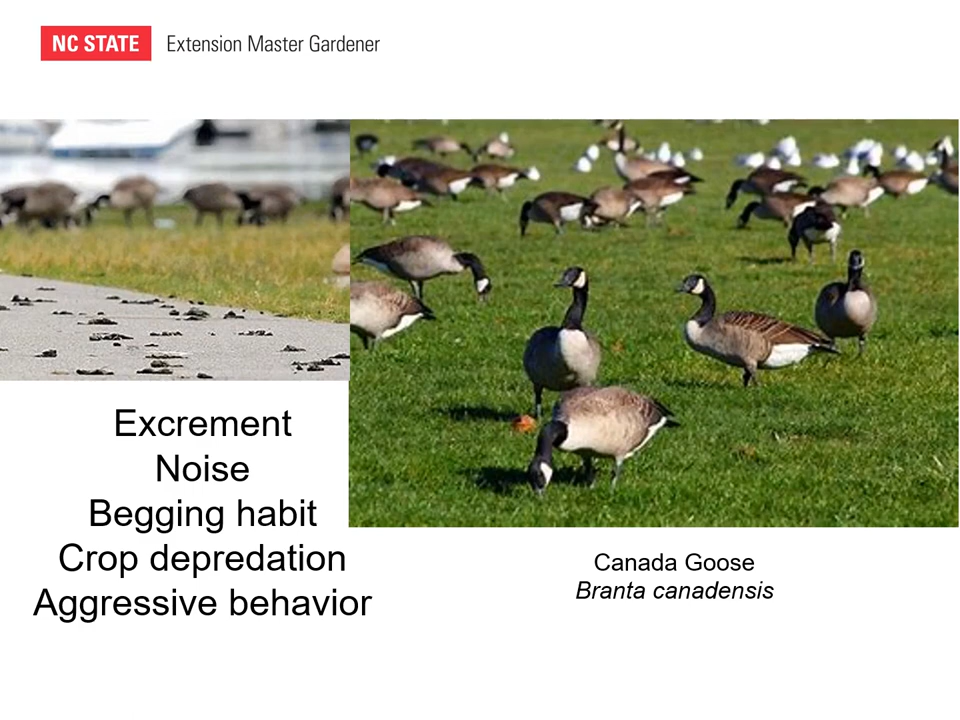 NC STATE Extension Master Gardener
Excrement
Noise
Begging habit
Crop depredation
Aggressive behavior
Canada Goose
Branta canadensis